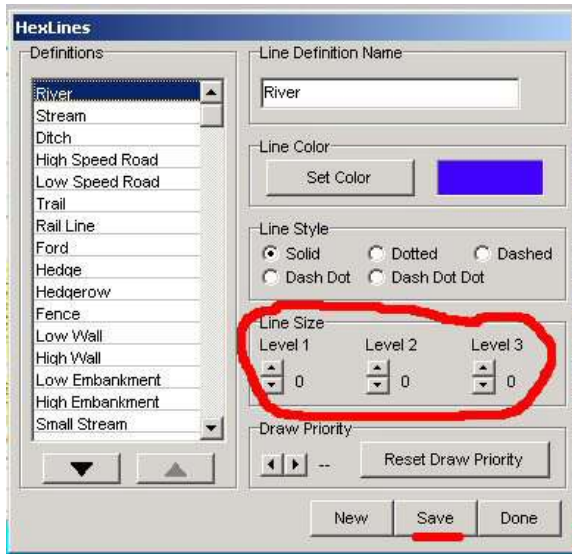 HexLines
Definitions
River
Stream
Ditch
High Speed Road
Low Speed Road
Trail
Rail Line
Ford
Hedge
Hedgerow
Fence
Low Wall
High Wall
Low Embankment
High Embankment
Small Stream
Line Definition Name
River
Line Color
Set Color
Line Style
Solid Dotted Dashed
Dash Dot Dash Dot Dot
Line Size
Level 1 Level 2 Level 3
0 0 0
Draw Priority
-- Reset Draw Priority
New Save Done